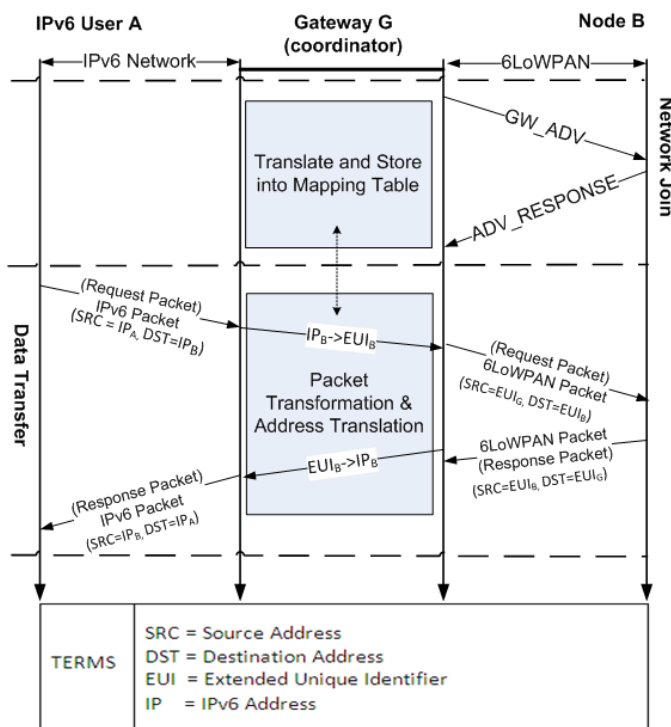 IPv6 User A
Gateway G
(coordinator)
Node B
IPv6 Network
6LoWPAN
GW_ADV
ADV_RESPONSE
Network Join
Translate and Store
into Mapping Table
Data Transfer
(Request Packet)
IPv6 Packet
(SRC = IPA, DST=IPB)
IPB->EUIB
(Request Packet)
6LoWPAN Packet
(SRC=EUIG, DST=EUIB)
Packet
Transformation &
Address Translation
6LoWPAN Packet
(Response Packet)
(SRC=EUIB, DST=EUIG)
EUIB->IPB
(Response Packet)
IPv6 Packet
(SRC=IPB, DST=IPA)
TERMS
SRC = Source Address
DST = Destination Address
EUI = Extended Unique Identifier
IP = IPv6 Address